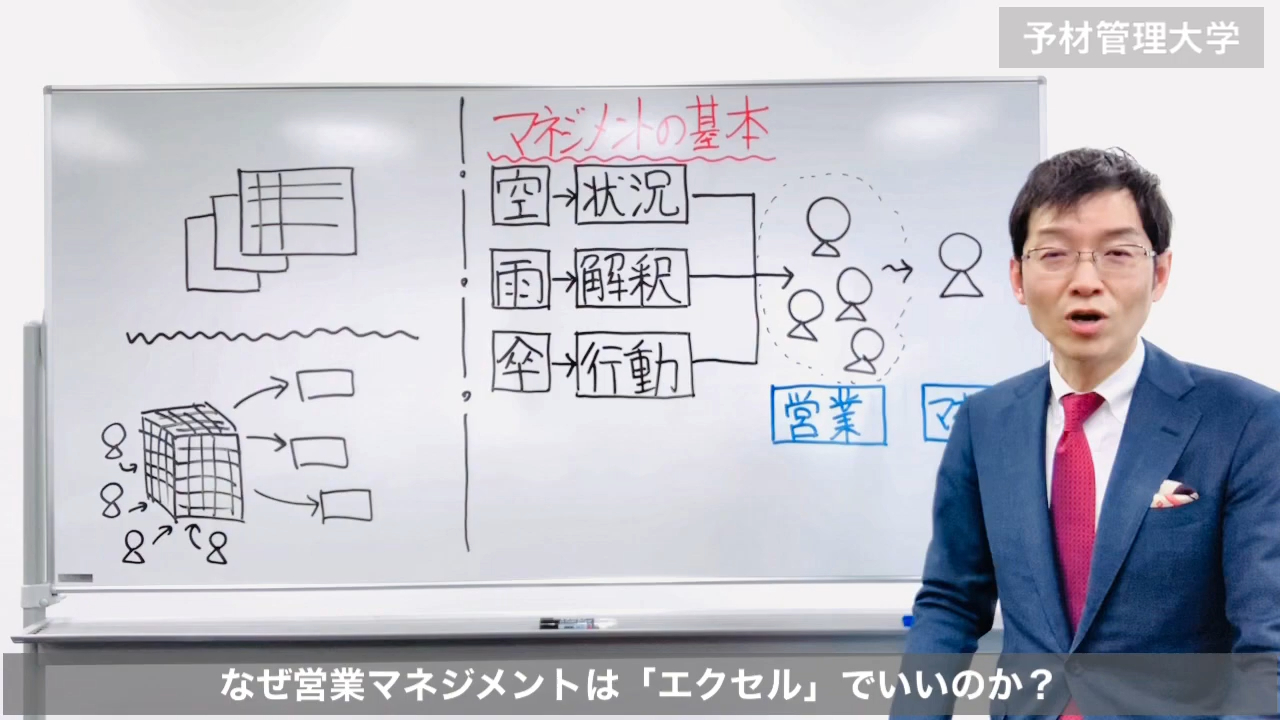 予材管理大学
マネジメントの基本
空→状況
雨→解釈
傘→行動
営業
マ
なぜ営業マネジメントは「エクセル」でいいのか？